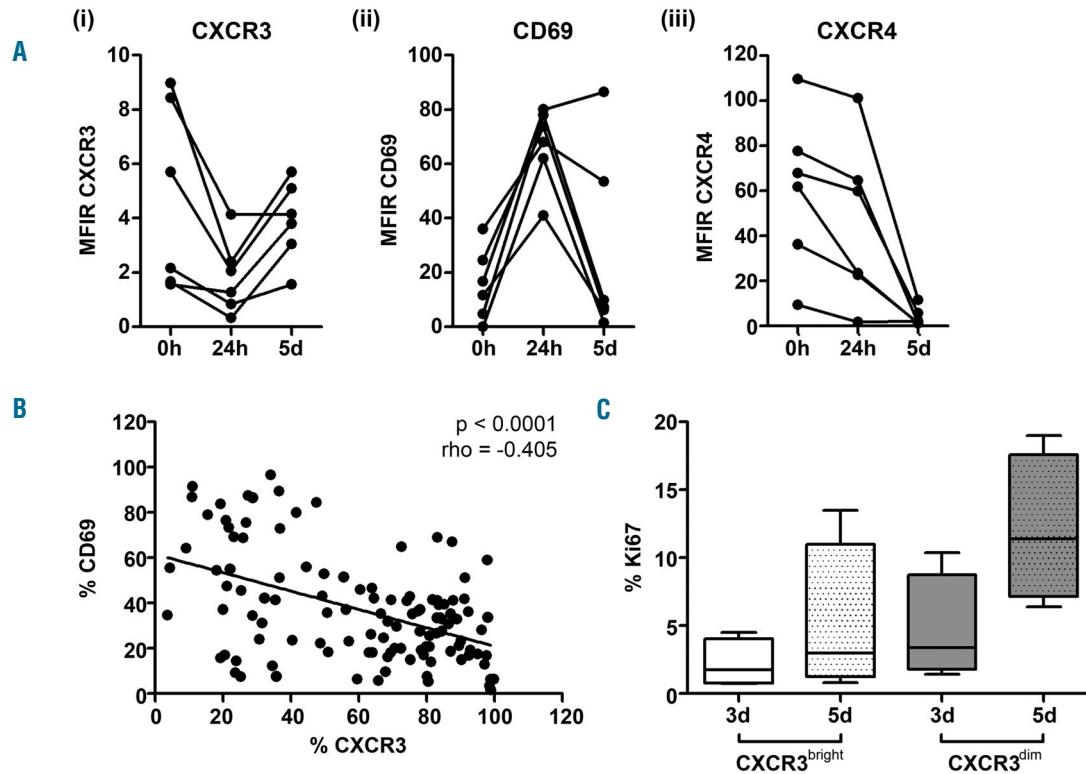 A
(i)
CXCR3
MFIR CXCR3
10
8
6
4
2
0
0h 24h 5d
(ii)
CD69
MFIR CD69
100
80
60
40
20
0
0h 24h 5d
(iii)
CXCR4
MFIR CXCR4
120
100
80
60
40
20
0
0h 24h 5d
B
p < 0.0001
rho = -0.405
% CD69
120
100
80
60
40
20
0
0 20 40 60 80 100 120
% CXCR3
C
% Ki67
20
15
10
5
0
3d 5d 3d 5d
CXCR3bright CXCR3dim